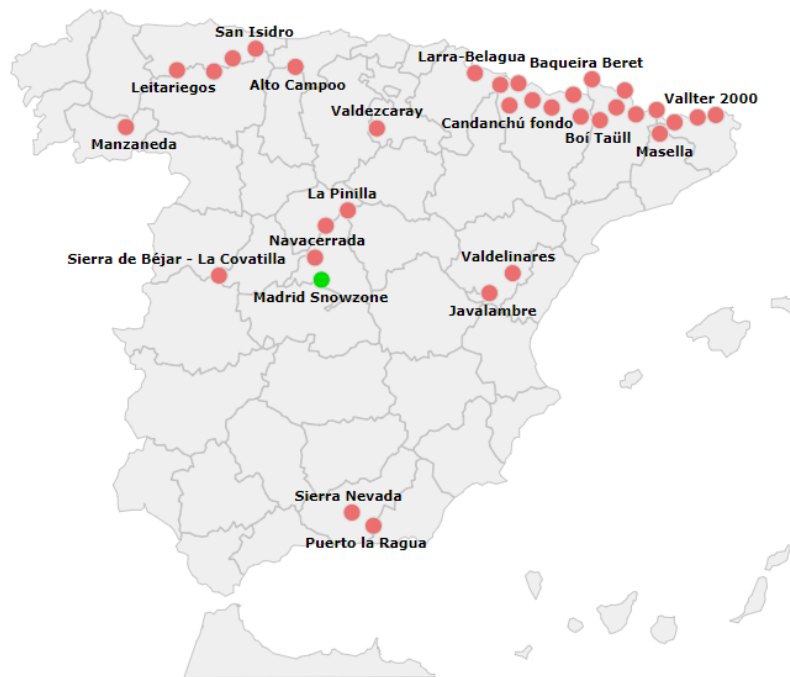 San Isidro
Larra-Belagua
Baqueira Beret
Leitariegos
Alto Campoo
Valdezcaray
Vallter 2000
Candanchú fondo
Boí Taüll
Manzaneda
Masella
La Pinilla
Navacerrada
Sierra de Béjar - La Covatilla
Valdelinares
Madrid Snowzone
Javalambre
Sierra Nevada
Puerto la Ragua